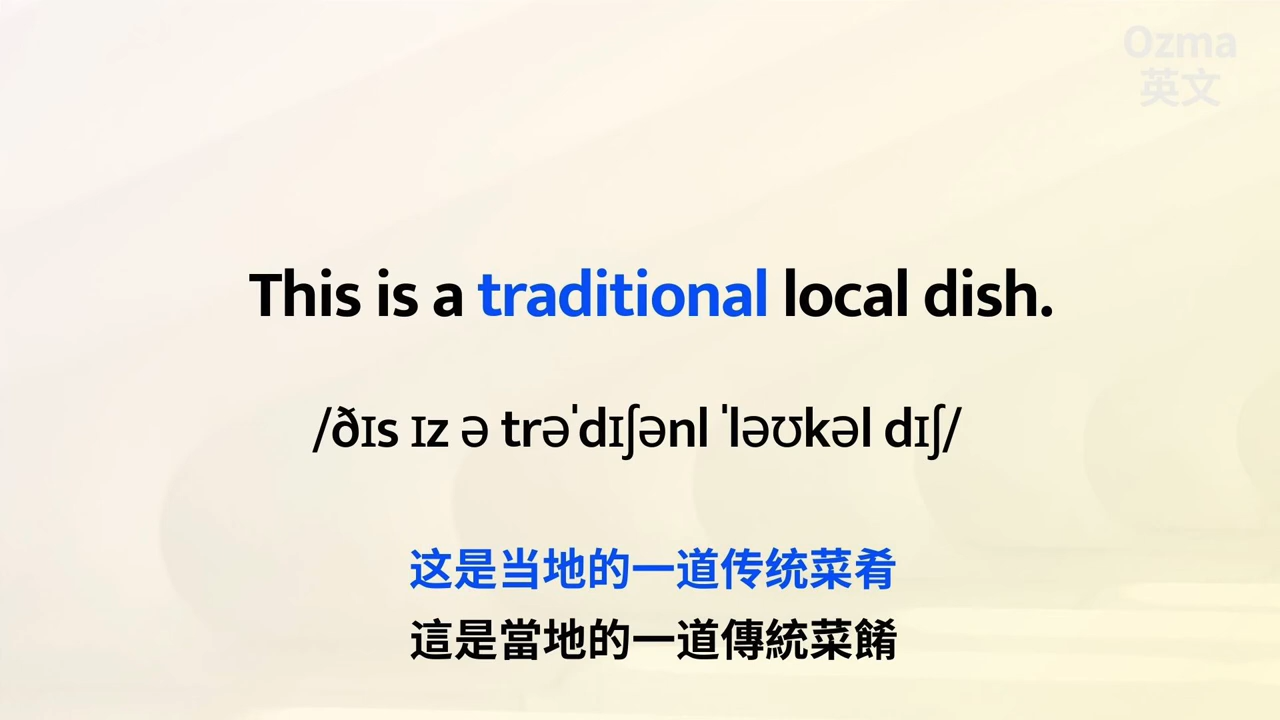 Ozma
英文
This is a traditional local dish.
/ðɪs ɪz ə trəˈdɪʃənl ˈləʊkəl dɪʃ/
这是当地的一道传统菜肴
這是當地的一道傳統菜餚